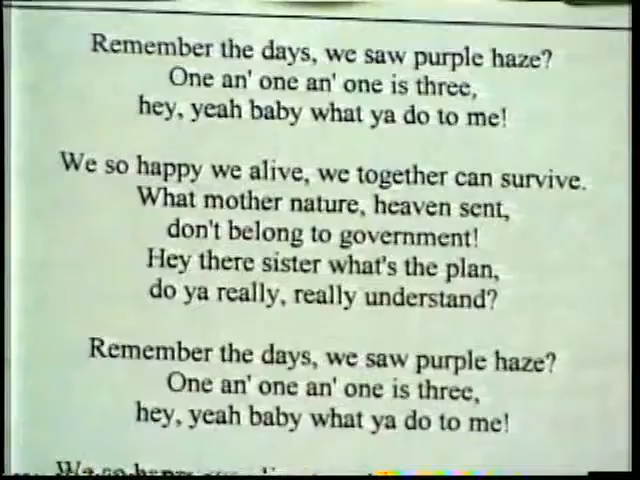 Remember the days, we saw purple haze?
One an' one an' one is three,
hey, yeah baby what ya do to me!
We so happy we alive, we together can survive.
What mother nature, heaven sent,
don't belong to government!
Hey there sister what's the plan,
do ya really, really understand?
Remember the days, we saw purple haze?
One an' one an' one is three,
hey, yeah baby what ya do to me!
We so happy